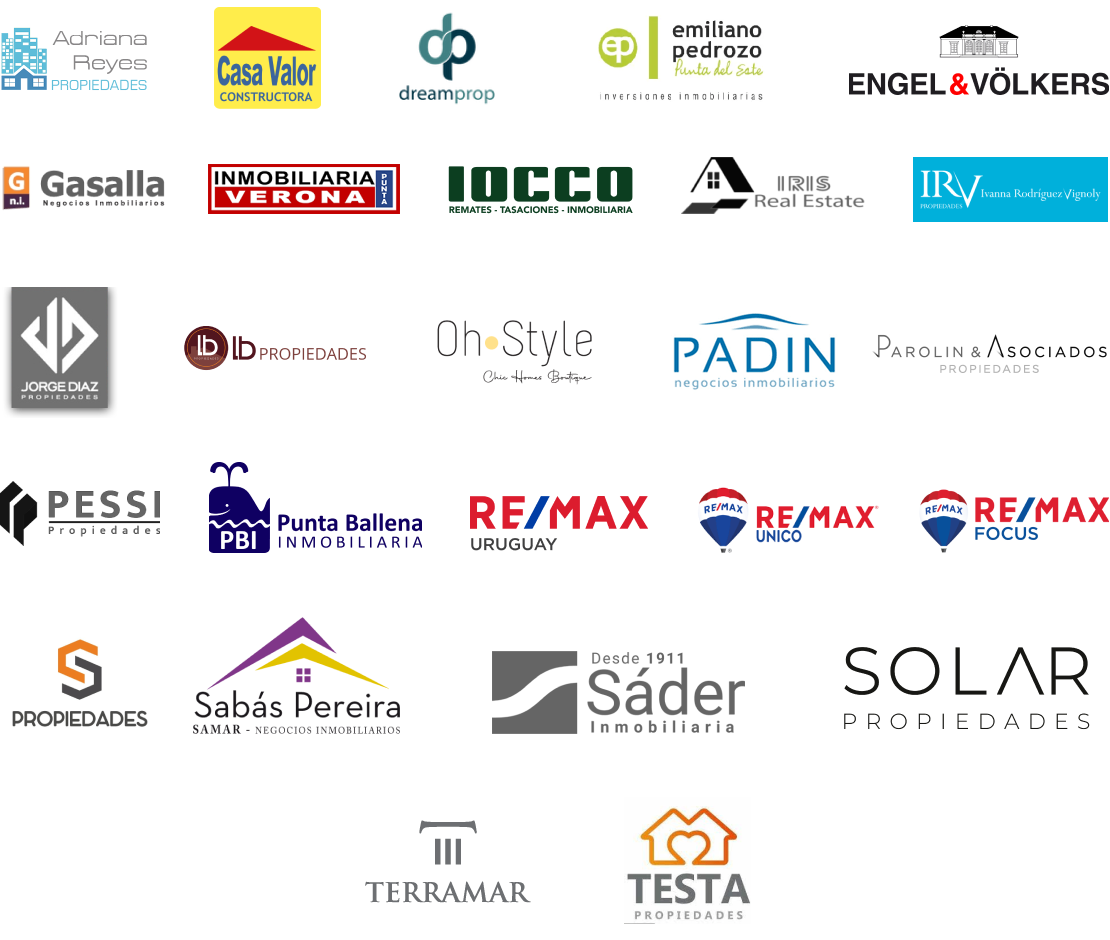 Adriana
Reyes
PROPIEDADES
Casa Valor
CONSTRUCTORA
dp
dreamprop
ep
emiliano
pedrozo
Punta del Este
inversiones inmobiliarias
ENGEL&VÖLKERS
G
n.i.
Gasalla
Negocios Inmobiliarios
INMOBILIARIA
VERONA
PUNTA
IOCCO
REMATES - TASACIONES - INMOBILIARIA
IRIS
Real Estate
IRV
PROPIEDADES
Ivanna Rodríguez Vignoly
JD
JORGE DIAZ
PROPIEDADES
lb
PROPIEDADES
lb PROPIEDADES
Oh Style
Chic Homes Boutique
PADIN
negocios inmobiliarios
PAROLIN & ASOCIADOS
PROPIEDADES
PESSI
Propiedades
PBI
Punta Ballena
INMOBILIARIA
RE/MAX
URUGUAY
RE/MAX
RE/MAX
UNICO
RE/MAX
RE/MAX
FOCUS
S
PROPIEDADES
Sabás Pereira
SAMAR - NEGOCIOS INMOBILIARIOS
Desde 1911
Sáder
Inmobiliaria
SOLAR
PROPIEDADES
TERRAMAR
TESTA
PROPIEDADES